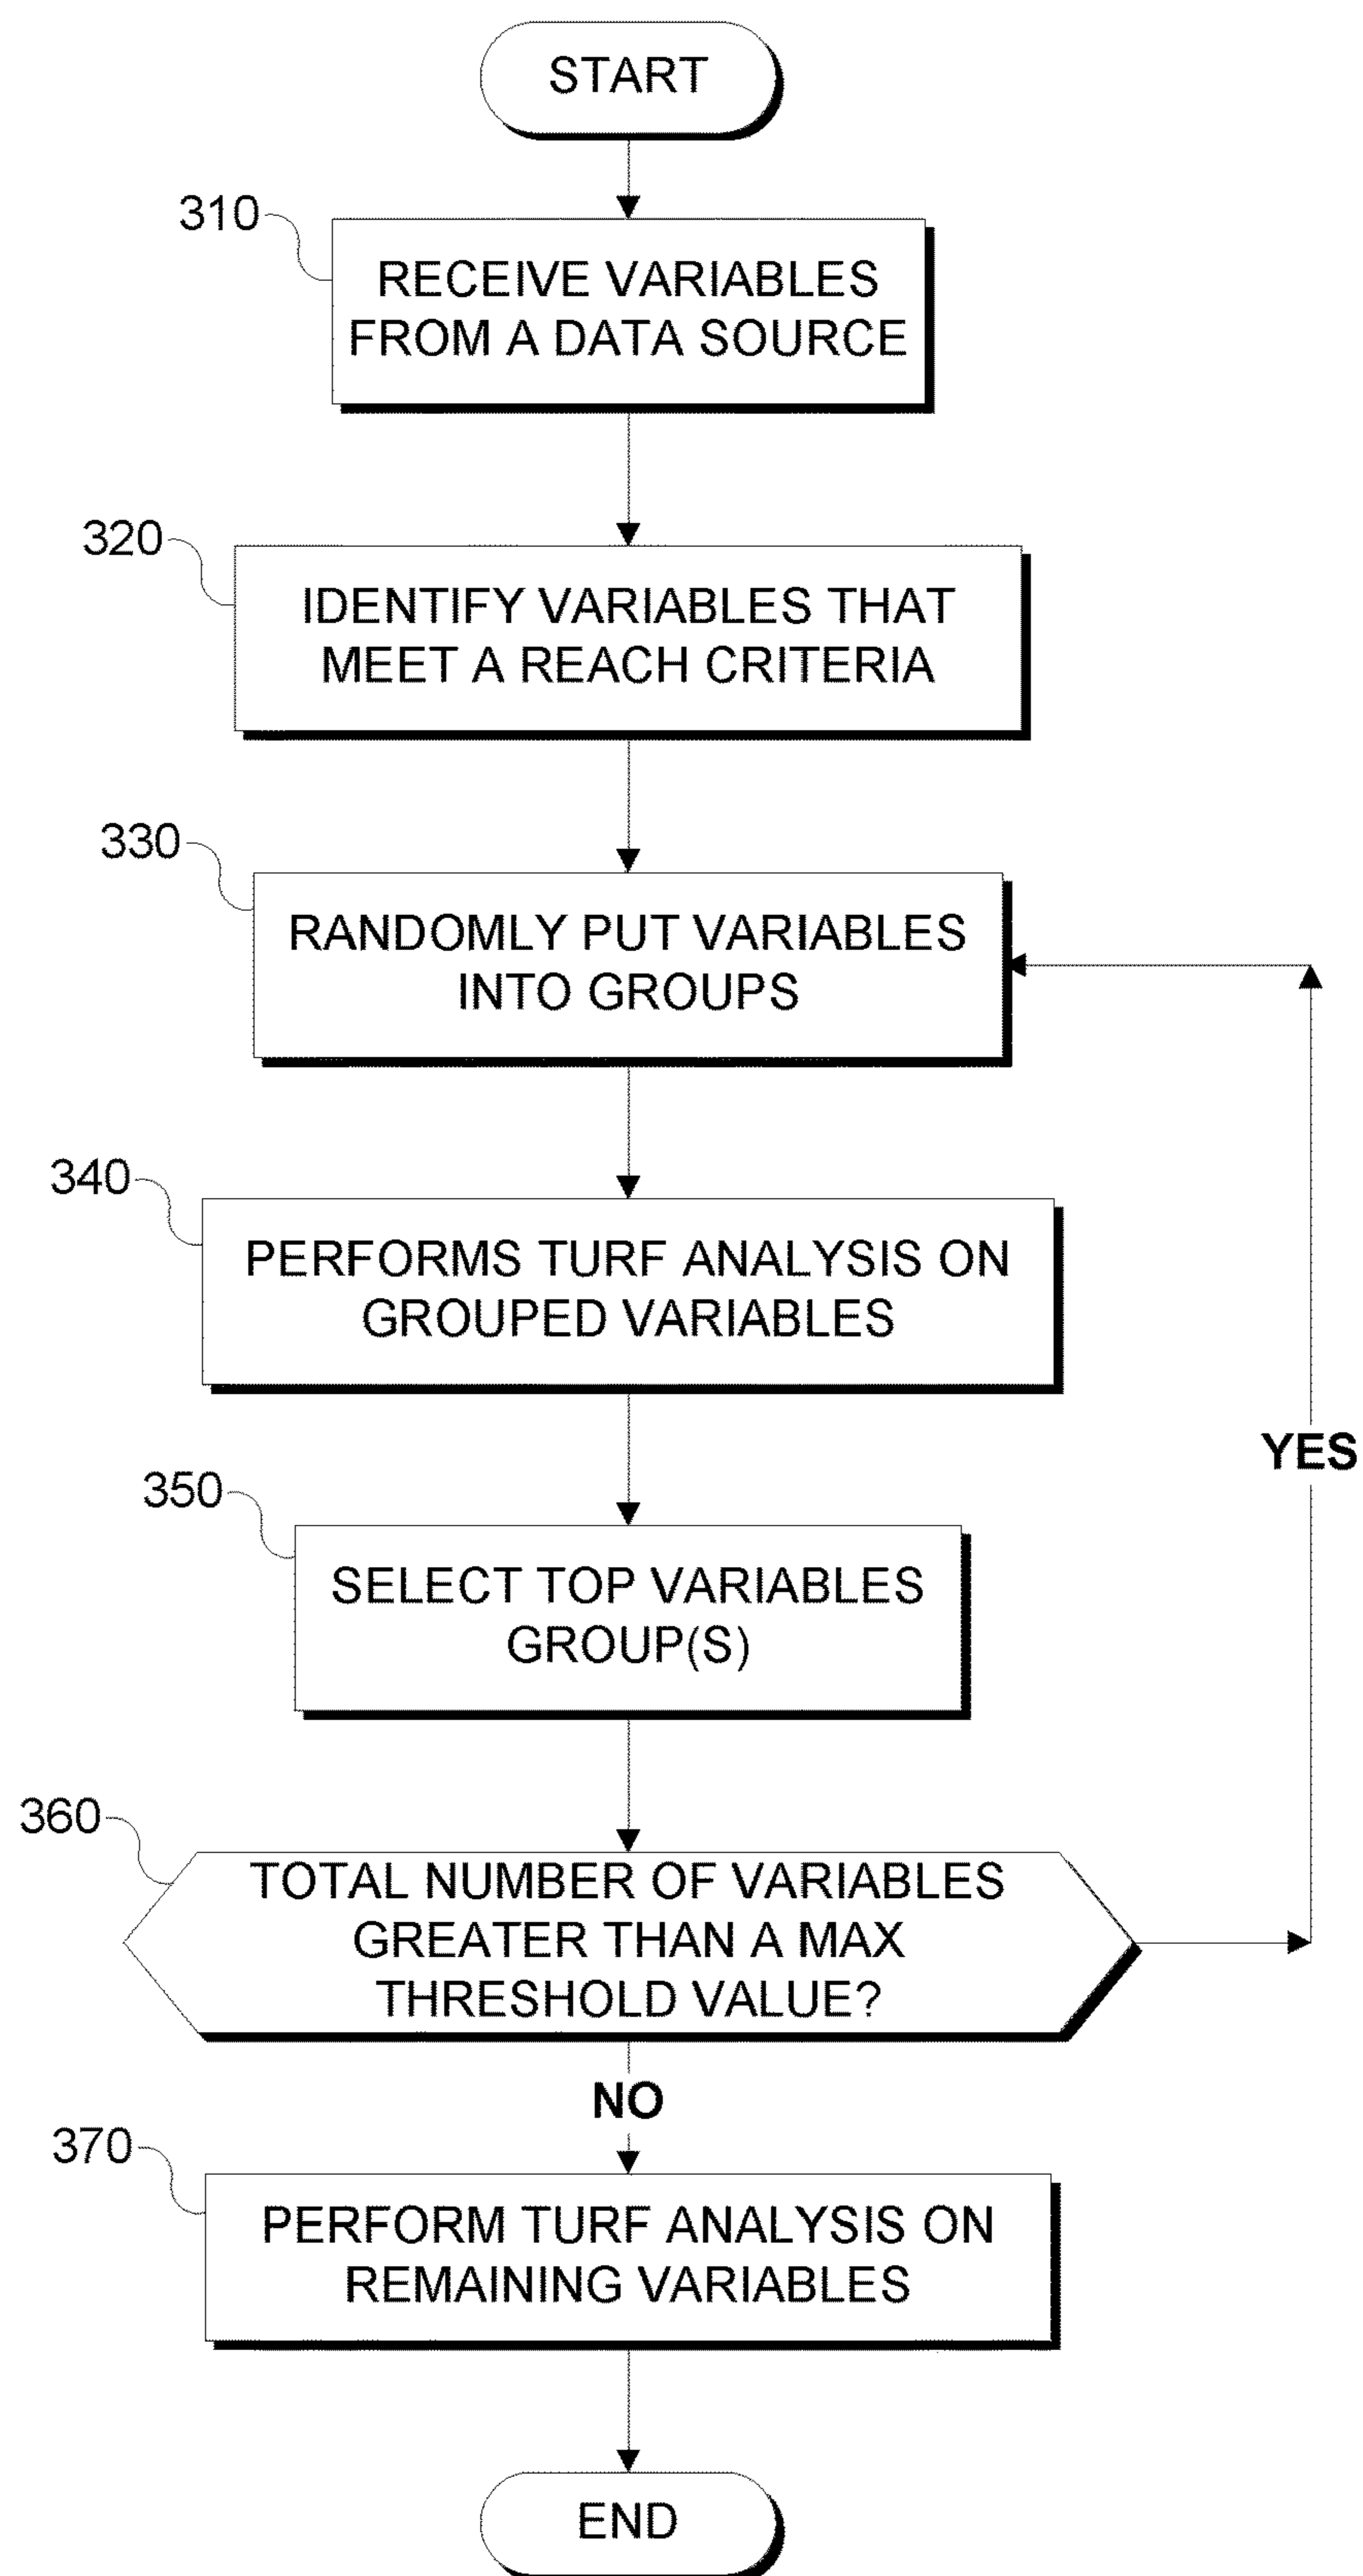 START
310
RECEIVE VARIABLES
FROM A DATA SOURCE
320
IDENTIFY VARIABLES THAT
MEET A REACH CRITERIA
330
RANDOMLY PUT VARIABLES
INTO GROUPS
340
PERFORMS TURF ANALYSIS ON
GROUPED VARIABLES
YES
350
SELECT TOP VARIABLES
GROUP(S)
360
TOTAL NUMBER OF VARIABLES
GREATER THAN A MAX
THRESHOLD VALUE?
NO
370
PERFORM TURF ANALYSIS ON
REMAINING VARIABLES
END